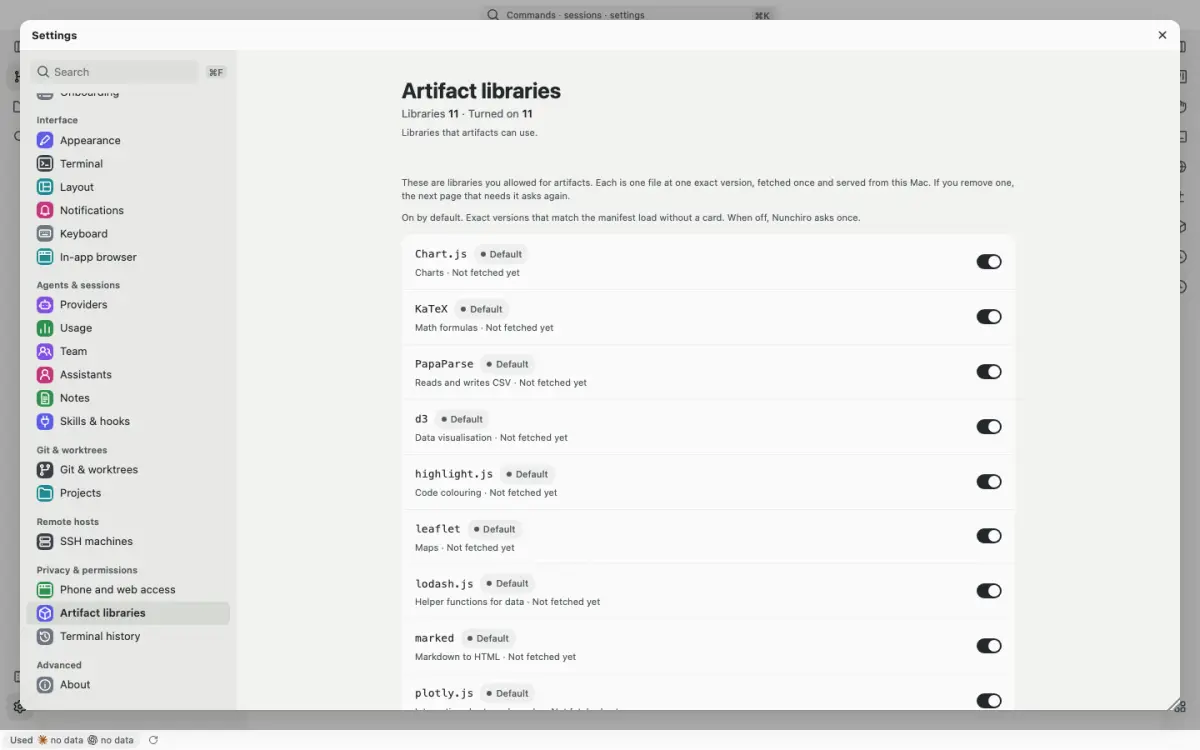 Commands · sessions · settings
⌘K
Settings
Search
⌘F
Onboarding
Interface
Appearance
Terminal
Layout
Notifications
Keyboard
In-app browser
Agents & sessions
Providers
Usage
Team
Assistants
Notes
Skills & hooks
Git & worktrees
Git & worktrees
Projects
Remote hosts
SSH machines
Privacy & permissions
Phone and web access
Artifact libraries
Terminal history
Advanced
About
Artifact libraries
Libraries 11 · Turned on 11
Libraries that artifacts can use.
These are libraries you allowed for artifacts. Each is one file at one exact version, fetched once and served from this Mac. If you remove one,
the next page that needs it asks again.
On by default. Exact versions that match the manifest load without a card. When off, Nunchiro asks once.
Chart.js Default
Charts · Not fetched yet
KaTeX Default
Math formulas · Not fetched yet
PapaParse Default
Reads and writes CSV · Not fetched yet
d3 Default
Data visualisation · Not fetched yet
highlight.js Default
Code colouring · Not fetched yet
leaflet Default
Maps · Not fetched yet
lodash.js Default
Helper functions for data · Not fetched yet
marked Default
Markdown to HTML · Not fetched yet
plotly.js Default
Used no data no data